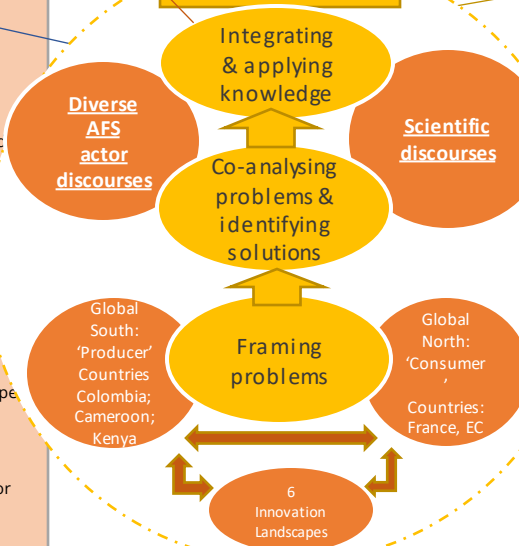 Integrating
& applying
knowledge
Diverse
AFS
actor
discourses
Scientific
discourses
Co-analysing
problems &
identifying
solutions
Global
South:
‘Producer’
Countries
Colombia;
Cameroon;
Kenya
Framing
problems
Global
North:
‘Consumer
’
Countries:
France, EC
6
Innovation
Landscapes